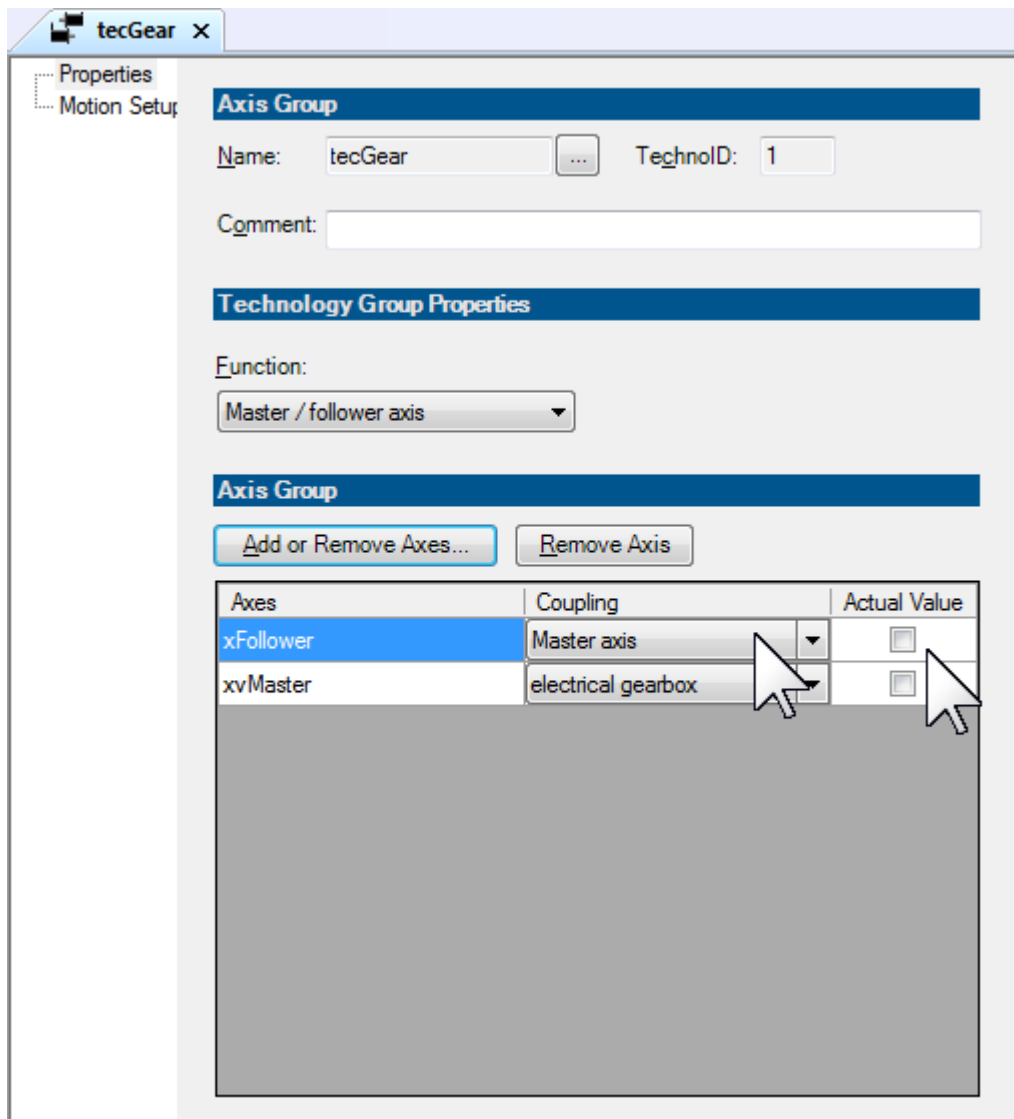 tecGear
Properties
Motion Setup
Axis Group
Name: tecGear ... TechnoID: 1
Comment:
Technology Group Properties
Function:
Master / follower axis
Axis Group
Add or Remove Axes... Remove Axis
Axes Coupling Actual Value
xFollower Master axis
xvMaster electrical gearbox